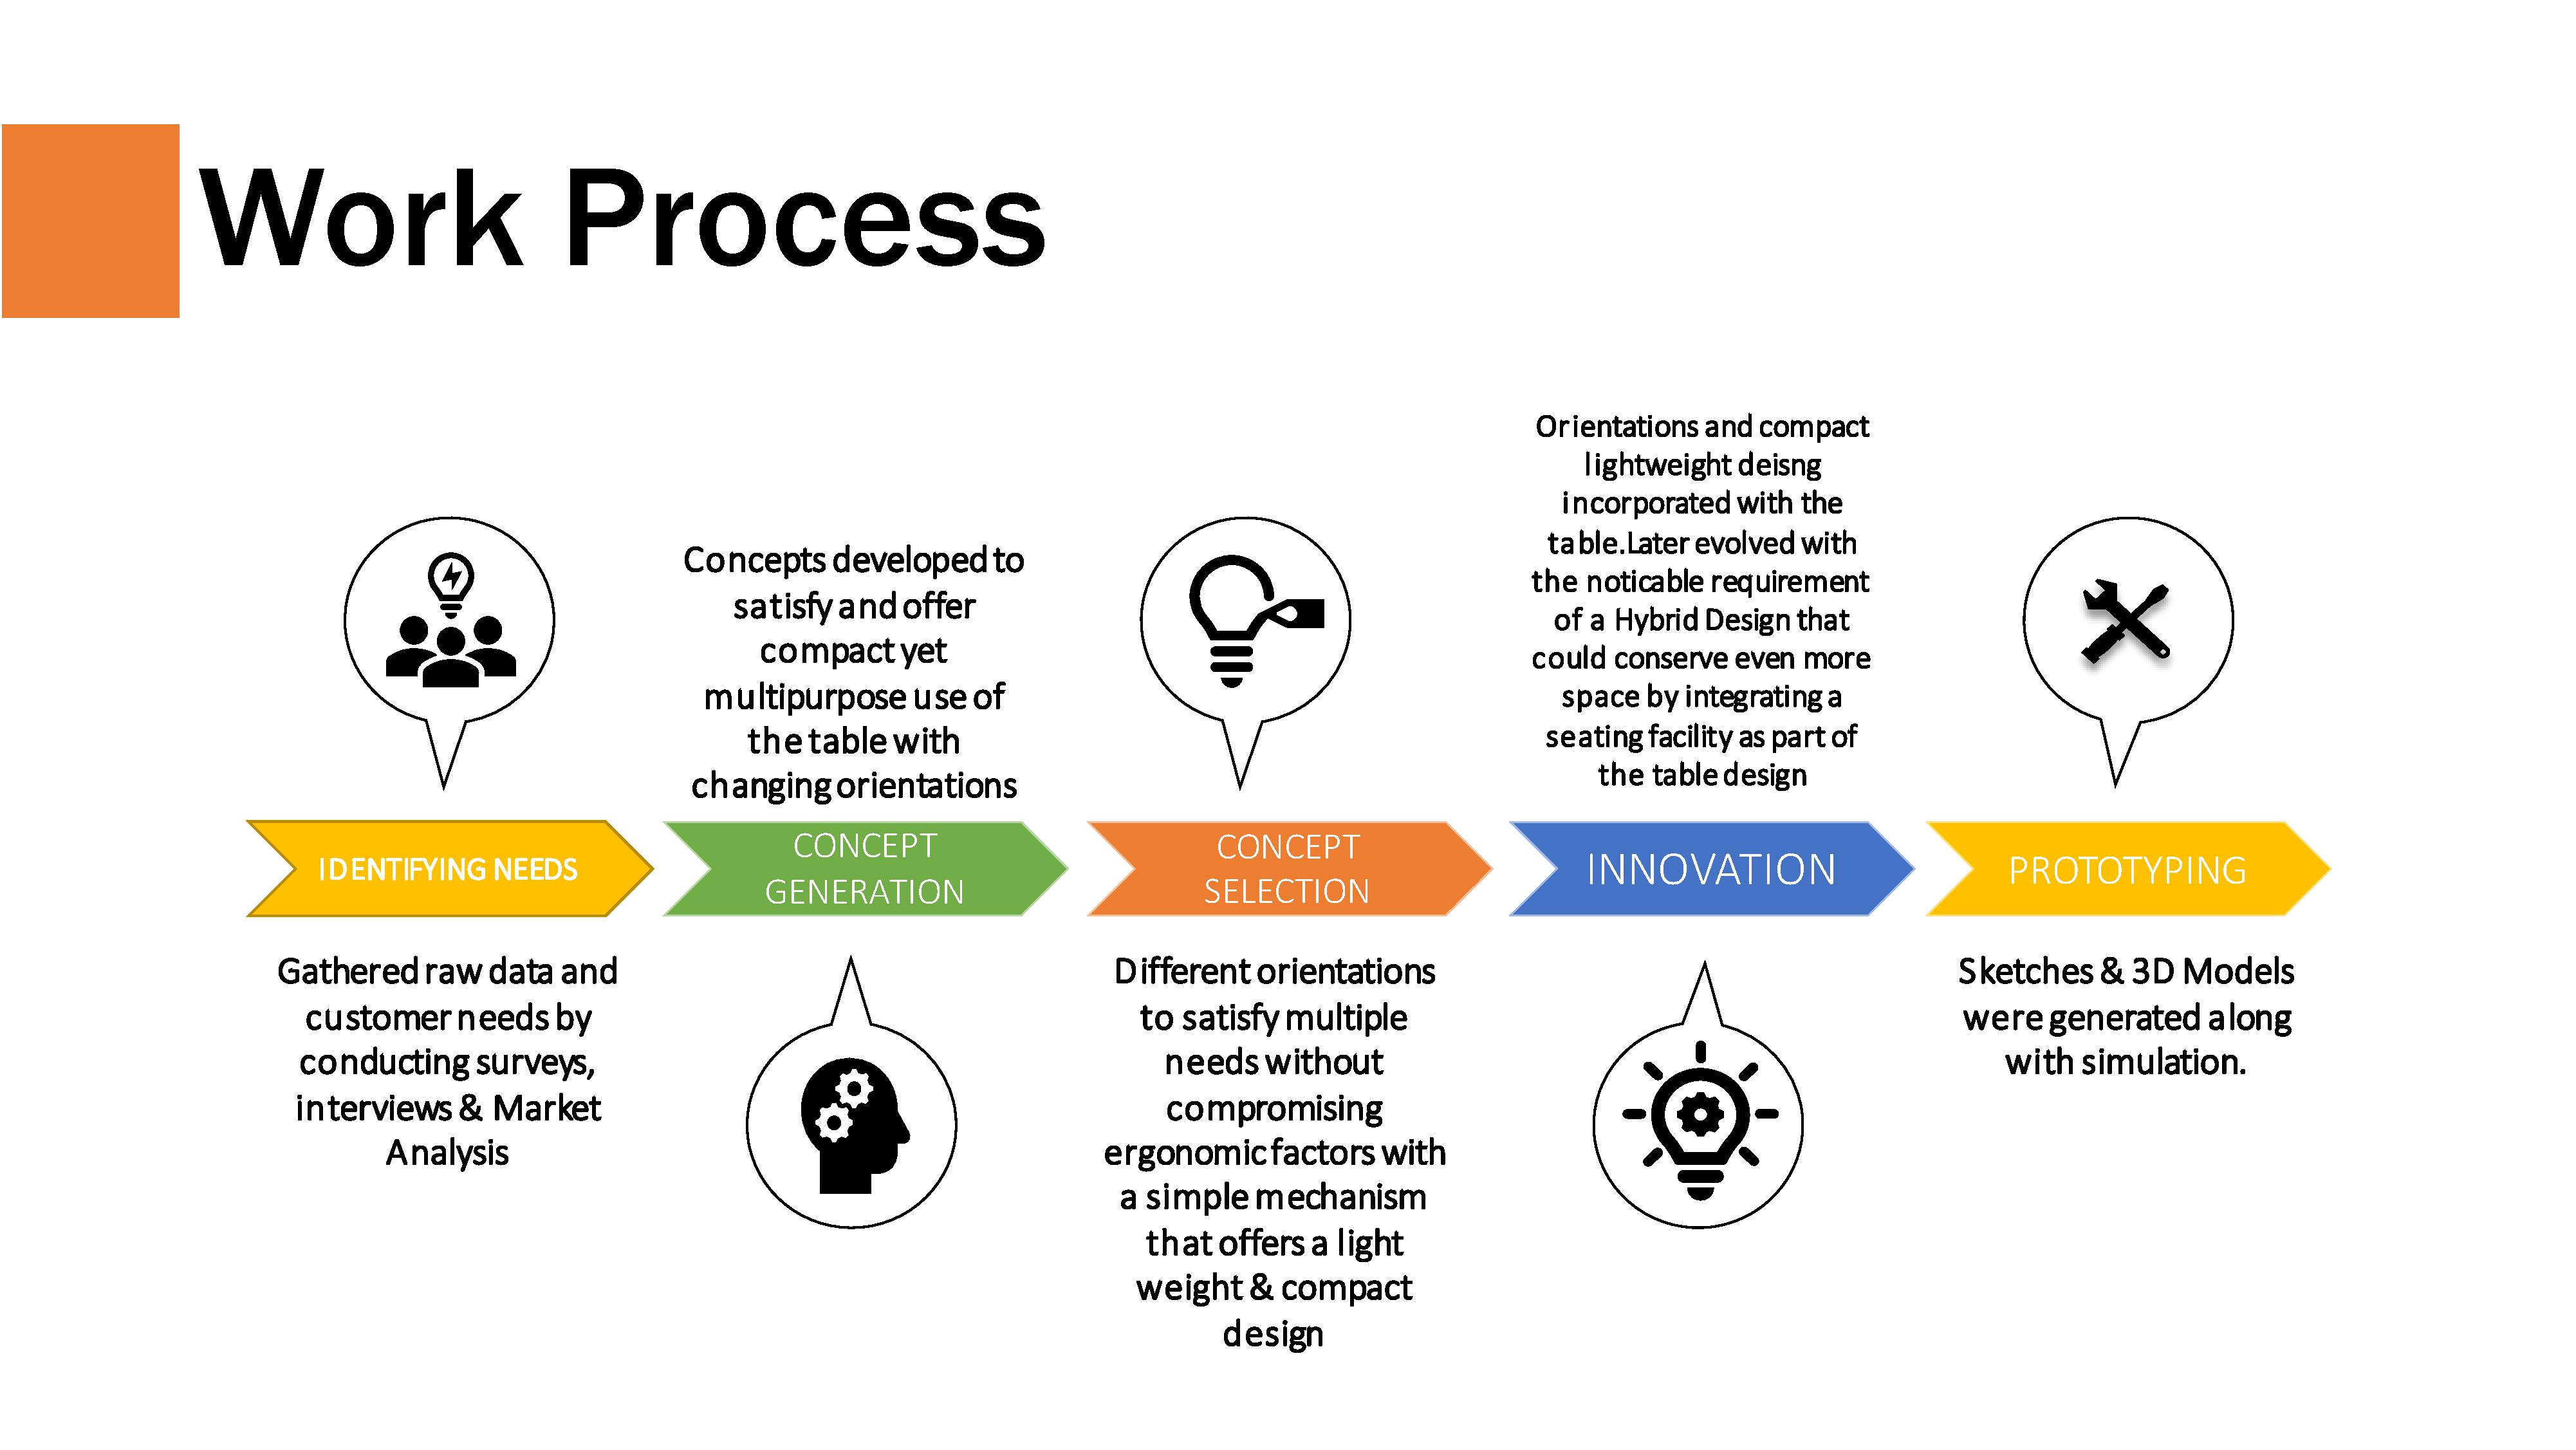 Work Process
IDENTIFYING NEEDS
Gathered raw data and
customer needs by
conducting surveys,
interviews & Market
Analysis
Concepts developed to
satisfy and offer
compact yet
multipurpose use of
the table with
changing orientations
CONCEPT
GENERATION
CONCEPT
SELECTION
Different orientations
to satisfy multiple
needs without
compromising
ergonomic factors with
a simple mechanism
that offers a light
weight & compact
design
Orientations and compact
lightweight deisng
incorporated with the
table.Later evolved with
the noticable requirement
of a Hybrid Design that
could conserve even more
space by integrating a
seating facility as part of
the table design
INNOVATION
PROTOTYPING
Sketches & 3D Models
were generated along
with simulation.